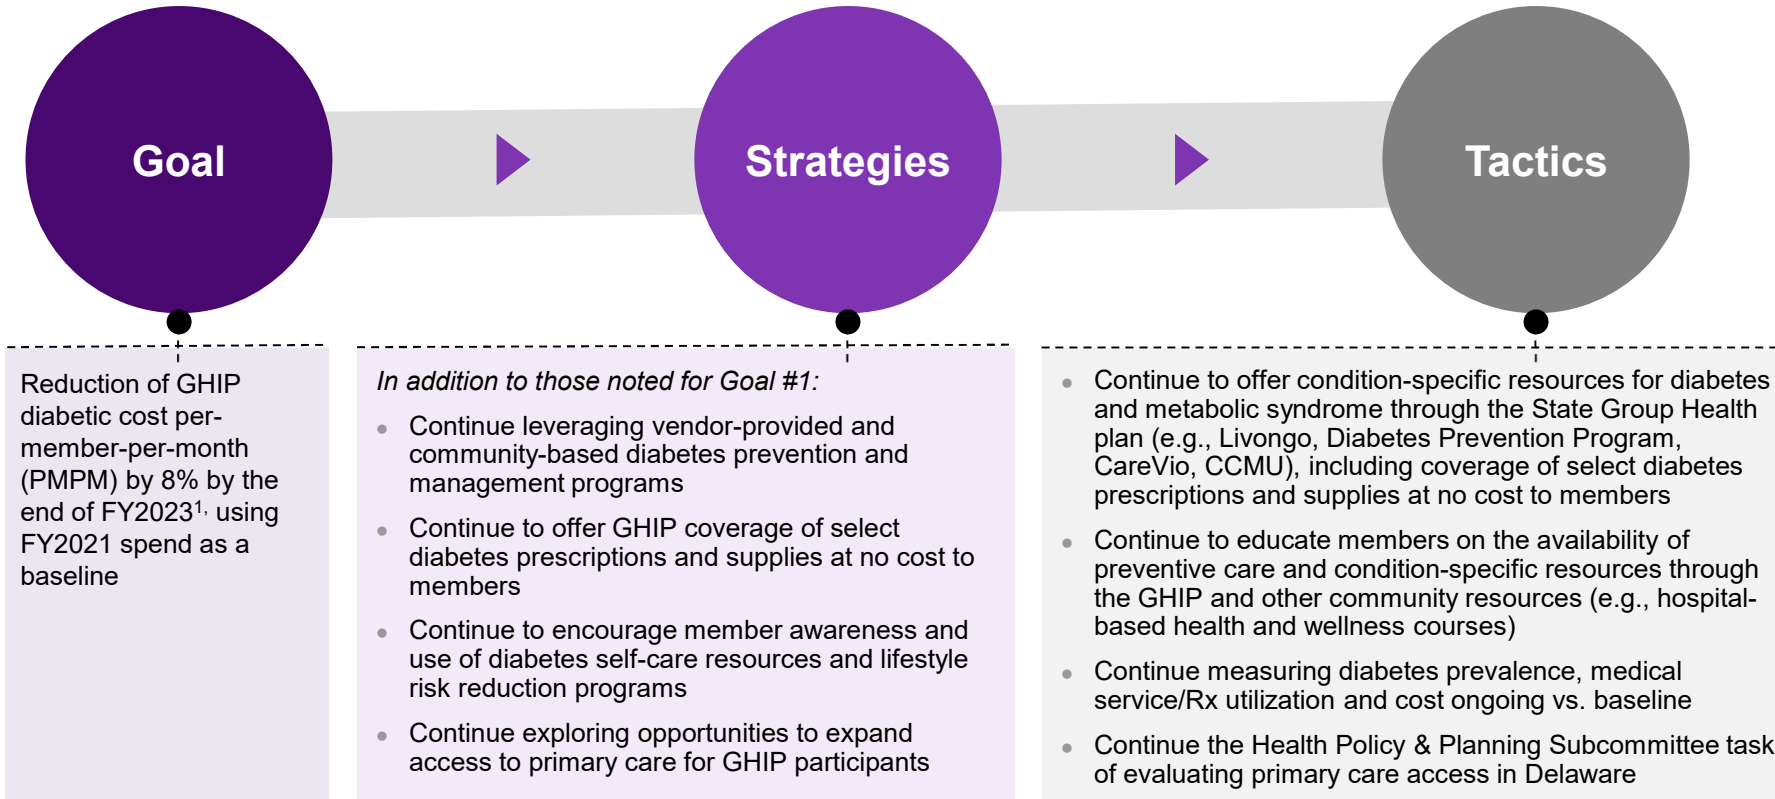 Goal
Strategies
Tactics
Reduction of GHIP
diabetic cost per-
member-per-month
(PMPM) by 8% by the
end of FY2023¹, using
FY2021 spend as a
baseline
In addition to those noted for Goal #1:
• Continue leveraging vendor-provided and
community-based diabetes prevention and
management programs
• Continue to offer GHIP coverage of select
diabetes prescriptions and supplies at no cost to
members
• Continue to encourage member awareness and
use of diabetes self-care resources and lifestyle
risk reduction programs
• Continue exploring opportunities to expand
access to primary care for GHIP participants
• Continue to offer condition-specific resources for diabetes
and metabolic syndrome through the State Group Health
plan (e.g., Livongo, Diabetes Prevention Program,
CareVio, CCMU), including coverage of select diabetes
prescriptions and supplies at no cost to members
• Continue to educate members on the availability of
preventive care and condition-specific resources through
the GHIP and other community resources (e.g., hospital-
based health and wellness courses)
• Continue measuring diabetes prevalence, medical
service/Rx utilization and cost ongoing vs. baseline
• Continue the Health Policy & Planning Subcommittee task
of evaluating primary care access in Delaware